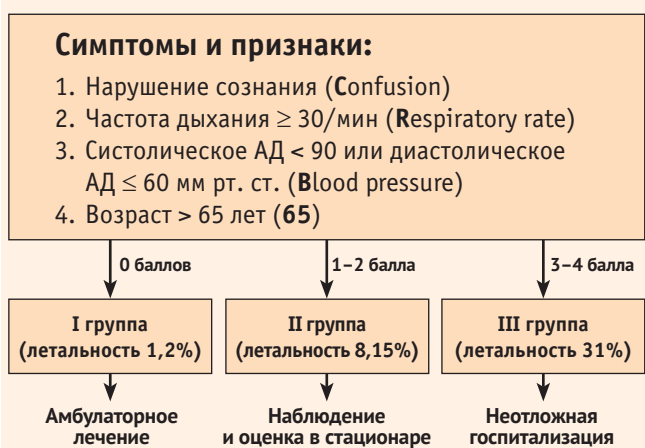 Симптомы и признаки:
1. Нарушение сознания (Confusion)
2. Частота дыхания ≥ 30/мин (Respiratory rate)
3. Систолическое АД < 90 или диастолическое
АД ≤ 60 мм рт. ст. (Blood pressure)
4. Возраст > 65 лет (65)
0 баллов
1–2 балла
3–4 балла
I группа
(летальность 1,2%)
II группа
(летальность 8,15%)
III группа
(летальность 31%)
Амбулаторное
лечение
Наблюдение
и оценка в стационаре
Неотложная
госпитализация